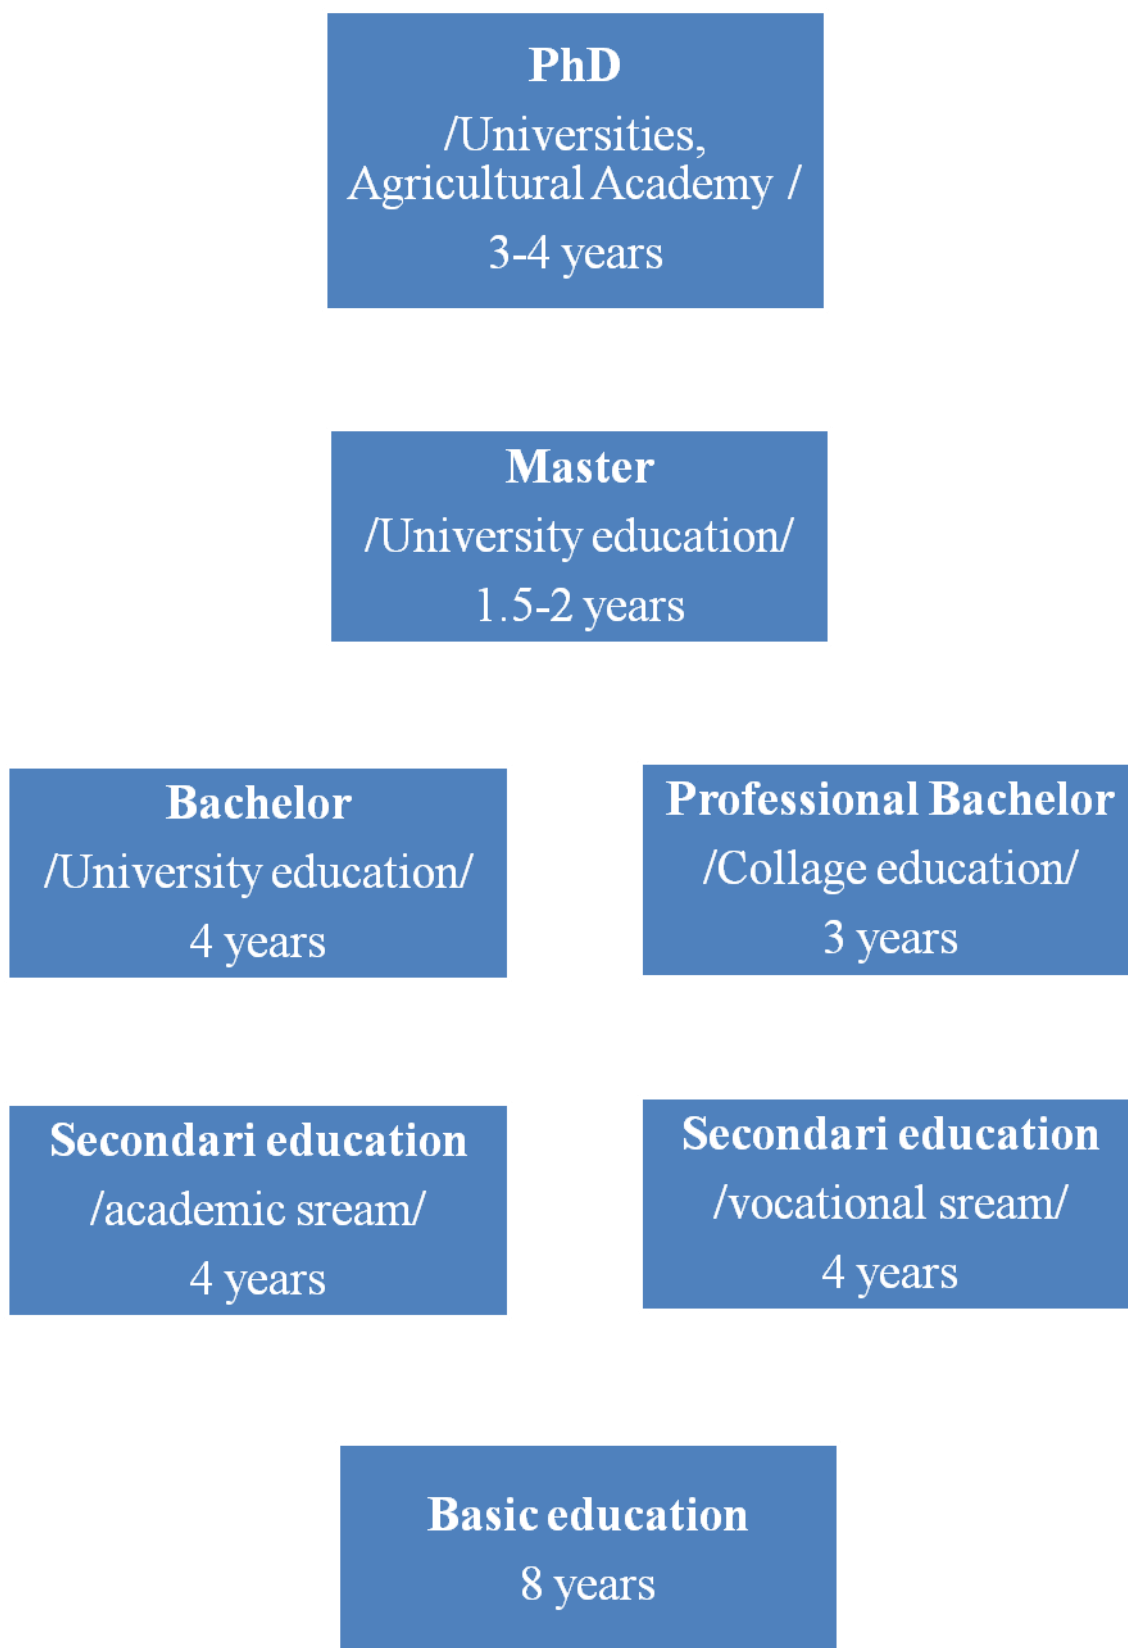 PhD
/Universities,
Agricultural Academy /
3-4 years
Master
/University education/
1.5-2 years
Bachelor
/University education/
4 years
Professional Bachelor
/Collage education/
3 years
Secondari education
/academic sream/
4 years
Secondari education
/vocational sream/
4 years
Basic education
8 years